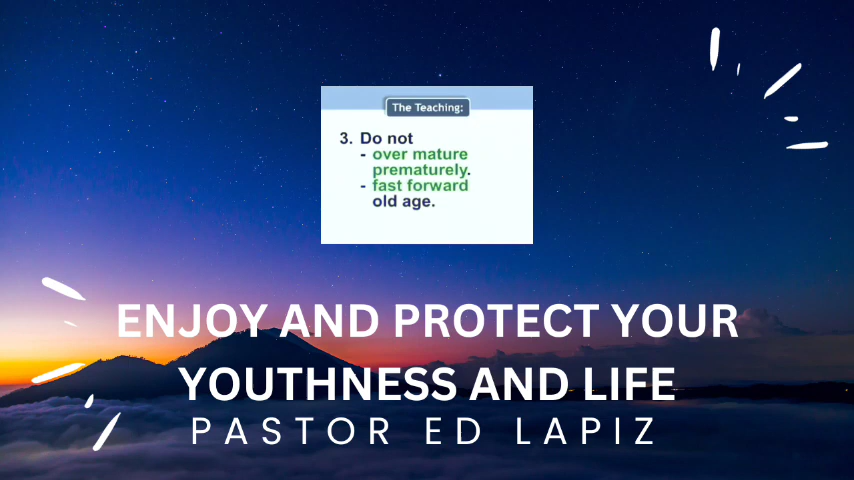 The Teaching:
3. Do not
- over mature
prematurely.
- fast forward
old age.
ENJOY AND PROTECT YOUR
YOUTHNESS AND LIFE
PASTOR ED LAPIZ